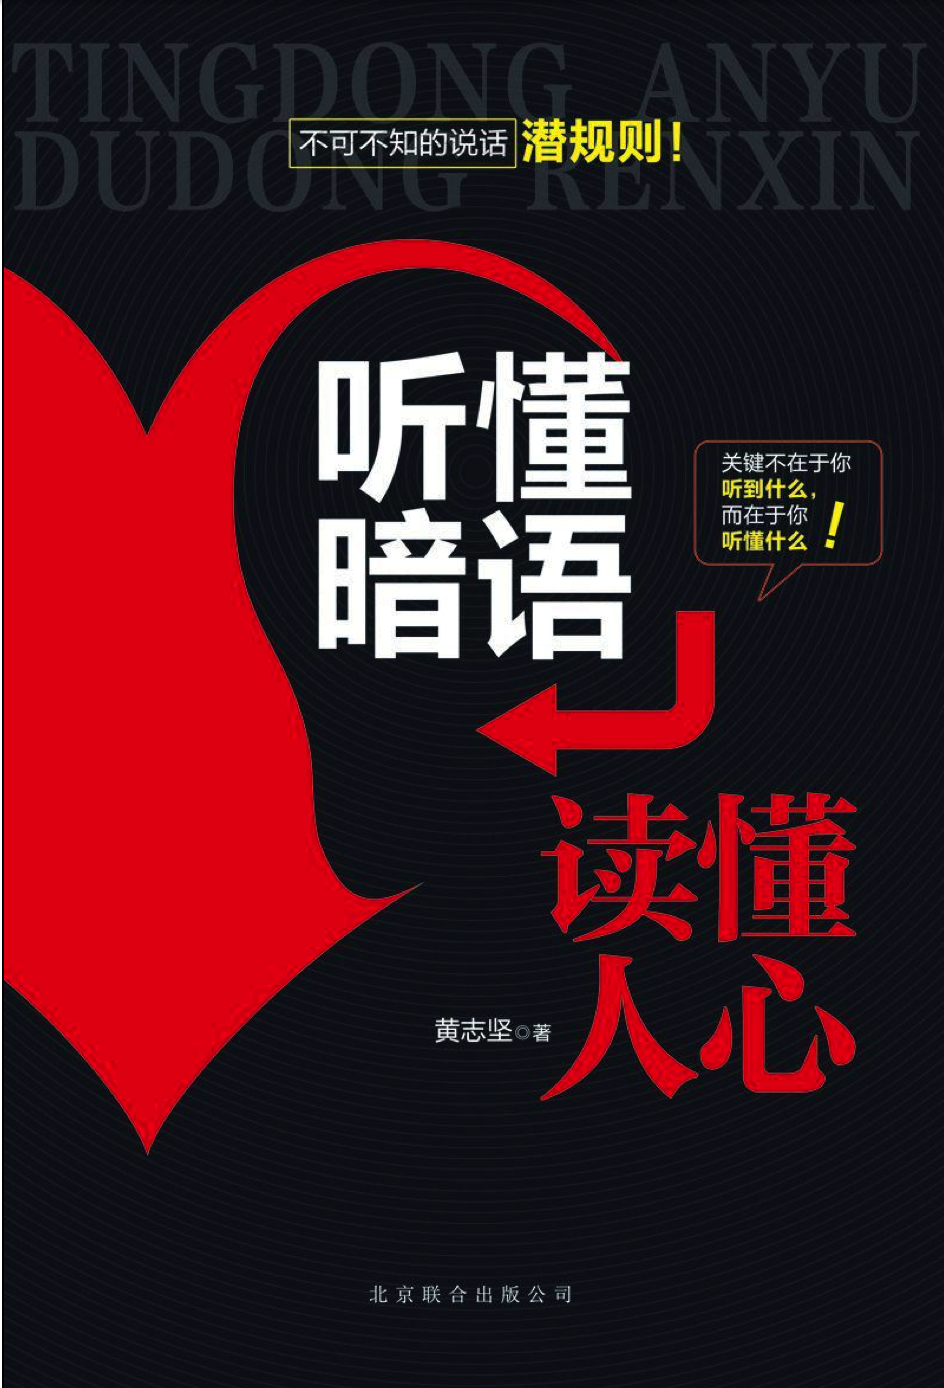 TINGDONG ANYU
DUDONG RENXIN
不可不知的说话 潜规则！
听懂
暗语
关键不在于你
听到什么，
而在于你
听懂什么！
读懂
人心
黄志坚◎著
北京联合出版公司